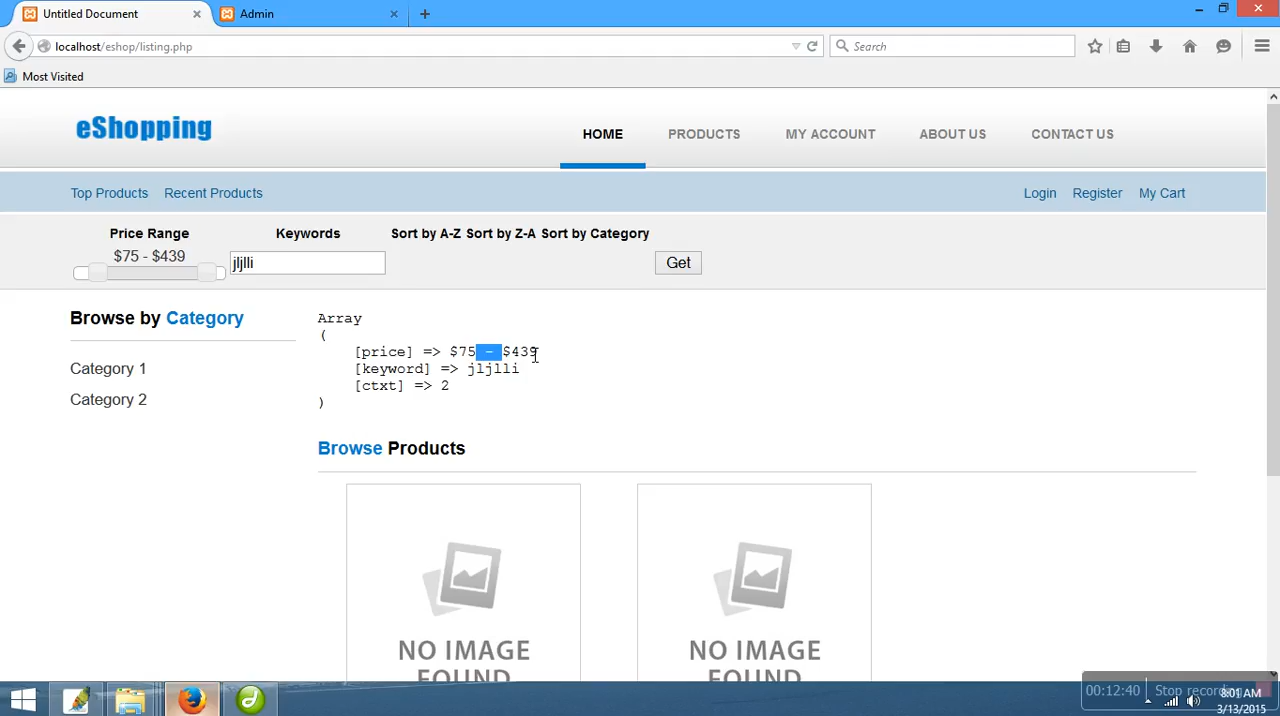 Untitled Document
Admin
localhost/eshop/listing.php
Search
Most Visited
eShopping
HOME
PRODUCTS
MY ACCOUNT
ABOUT US
CONTACT US
Top Products
Recent Products
Login
Register
My Cart
Price Range
Keywords
Sort by A-Z Sort by Z-A Sort by Category
$75 - $439
jljlli
Get
Browse by Category
Category 1
Category 2
Array
(
[price] => $75 - $439
[keyword] => jljlli
[ctxt] => 2
)
Browse Products
NO IMAGE
FOUND
NO IMAGE
FOUND
00:12:40
Stop recording
8:01 AM
3/13/2015